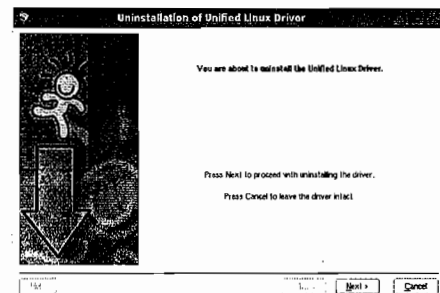 Uninstallation of Unified Linux Driver
You are about to uninstall the Unified Linux Driver.
Press Next to proceed with uninstalling the driver.
Press Cancel to leave the driver intact
Next >
Cancel